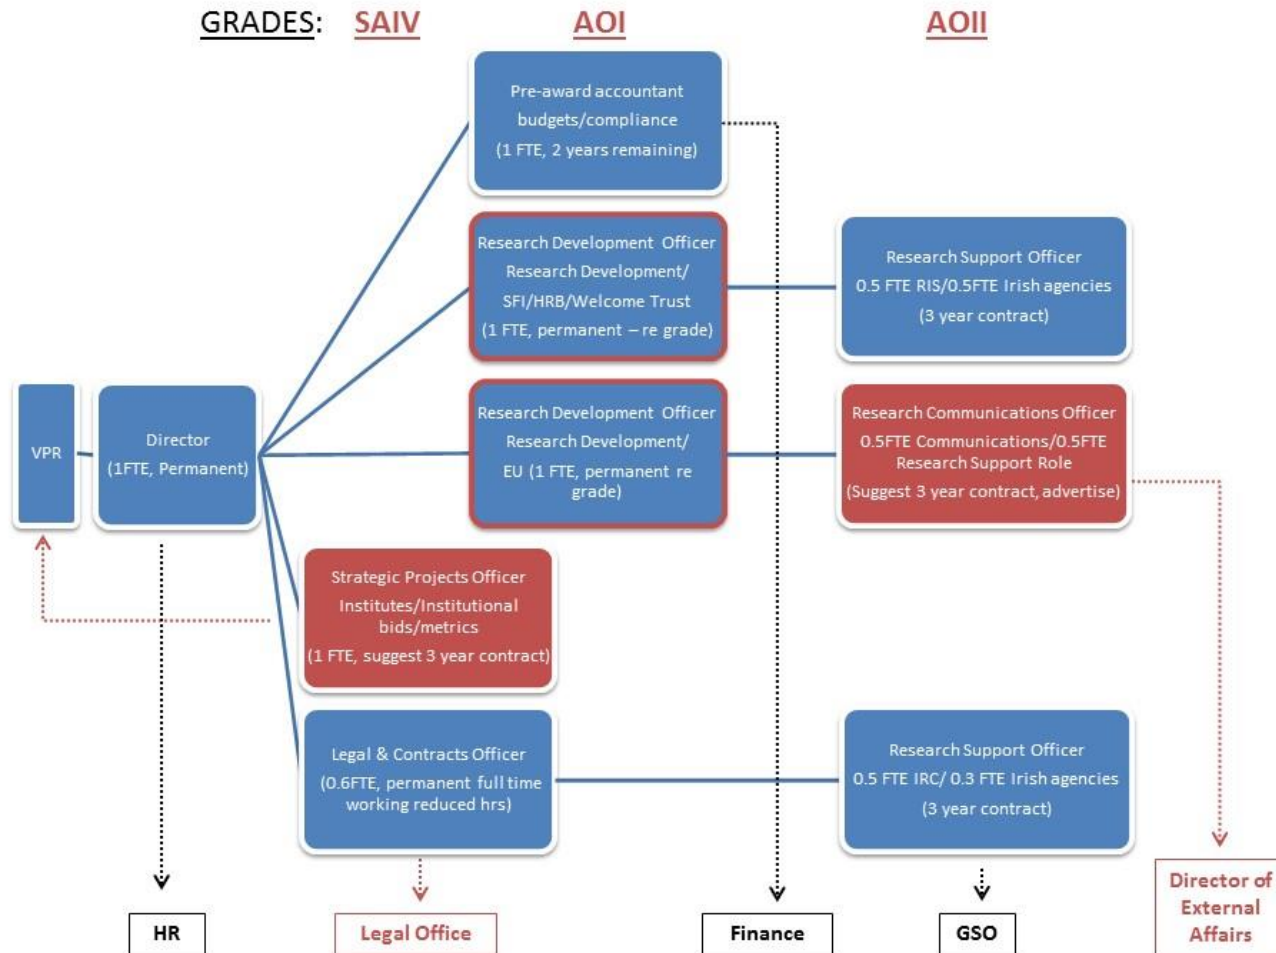 GRADES: SAIV AOI AOII
Pre-award accountant
budgets/compliance
(1 FTE, 2 years remaining)
Research Development Officer
Research Development/
SFI/HRB/Welcome Trust
(1 FTE, permanent – re grade)
Research Support Officer
0.5 FTE RIS/0.5FTE Irish agencies
(3 year contract)
VPR
Director
(1FTE, Permanent)
Research Development Officer
Research Development/
EU (1 FTE, permanent re
grade)
Research Communications Officer
0.5FTE Communications/0.5FTE
Research Support Role
(Suggest 3 year contract, advertise)
Strategic Projects Officer
Institutes/Institutional
bids/metrics
(1 FTE, suggest 3 year contract)
Legal & Contracts Officer
(0.6FTE, permanent full time
working reduced hrs)
Research Support Officer
0.5 FTE IRC/ 0.3 FTE Irish agencies
(3 year contract)
HR
Legal Office
Finance
GSO
Director of
External
Affairs